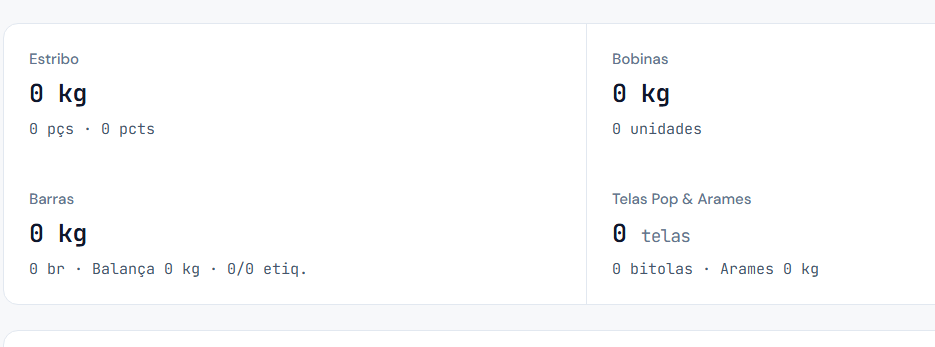 Estribo
0 kg
0 pçs · 0 pcts
Bobinas
0 kg
0 unidades
Barras
0 kg
0 br · Balança 0 kg · 0/0 etiq.
Telas Pop & Arames
0 telas
0 bitolas · Arames 0 kg